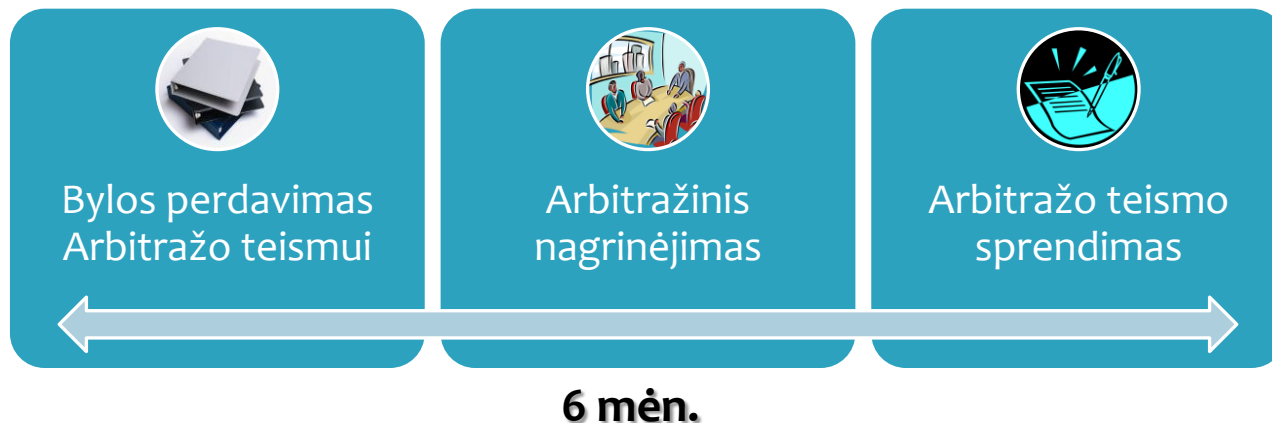 Bylos perdavimas
Arbitražo teismui
Arbitražinis
nagrinėjimas
Arbitražo teismo
sprendimas
6 mėn.